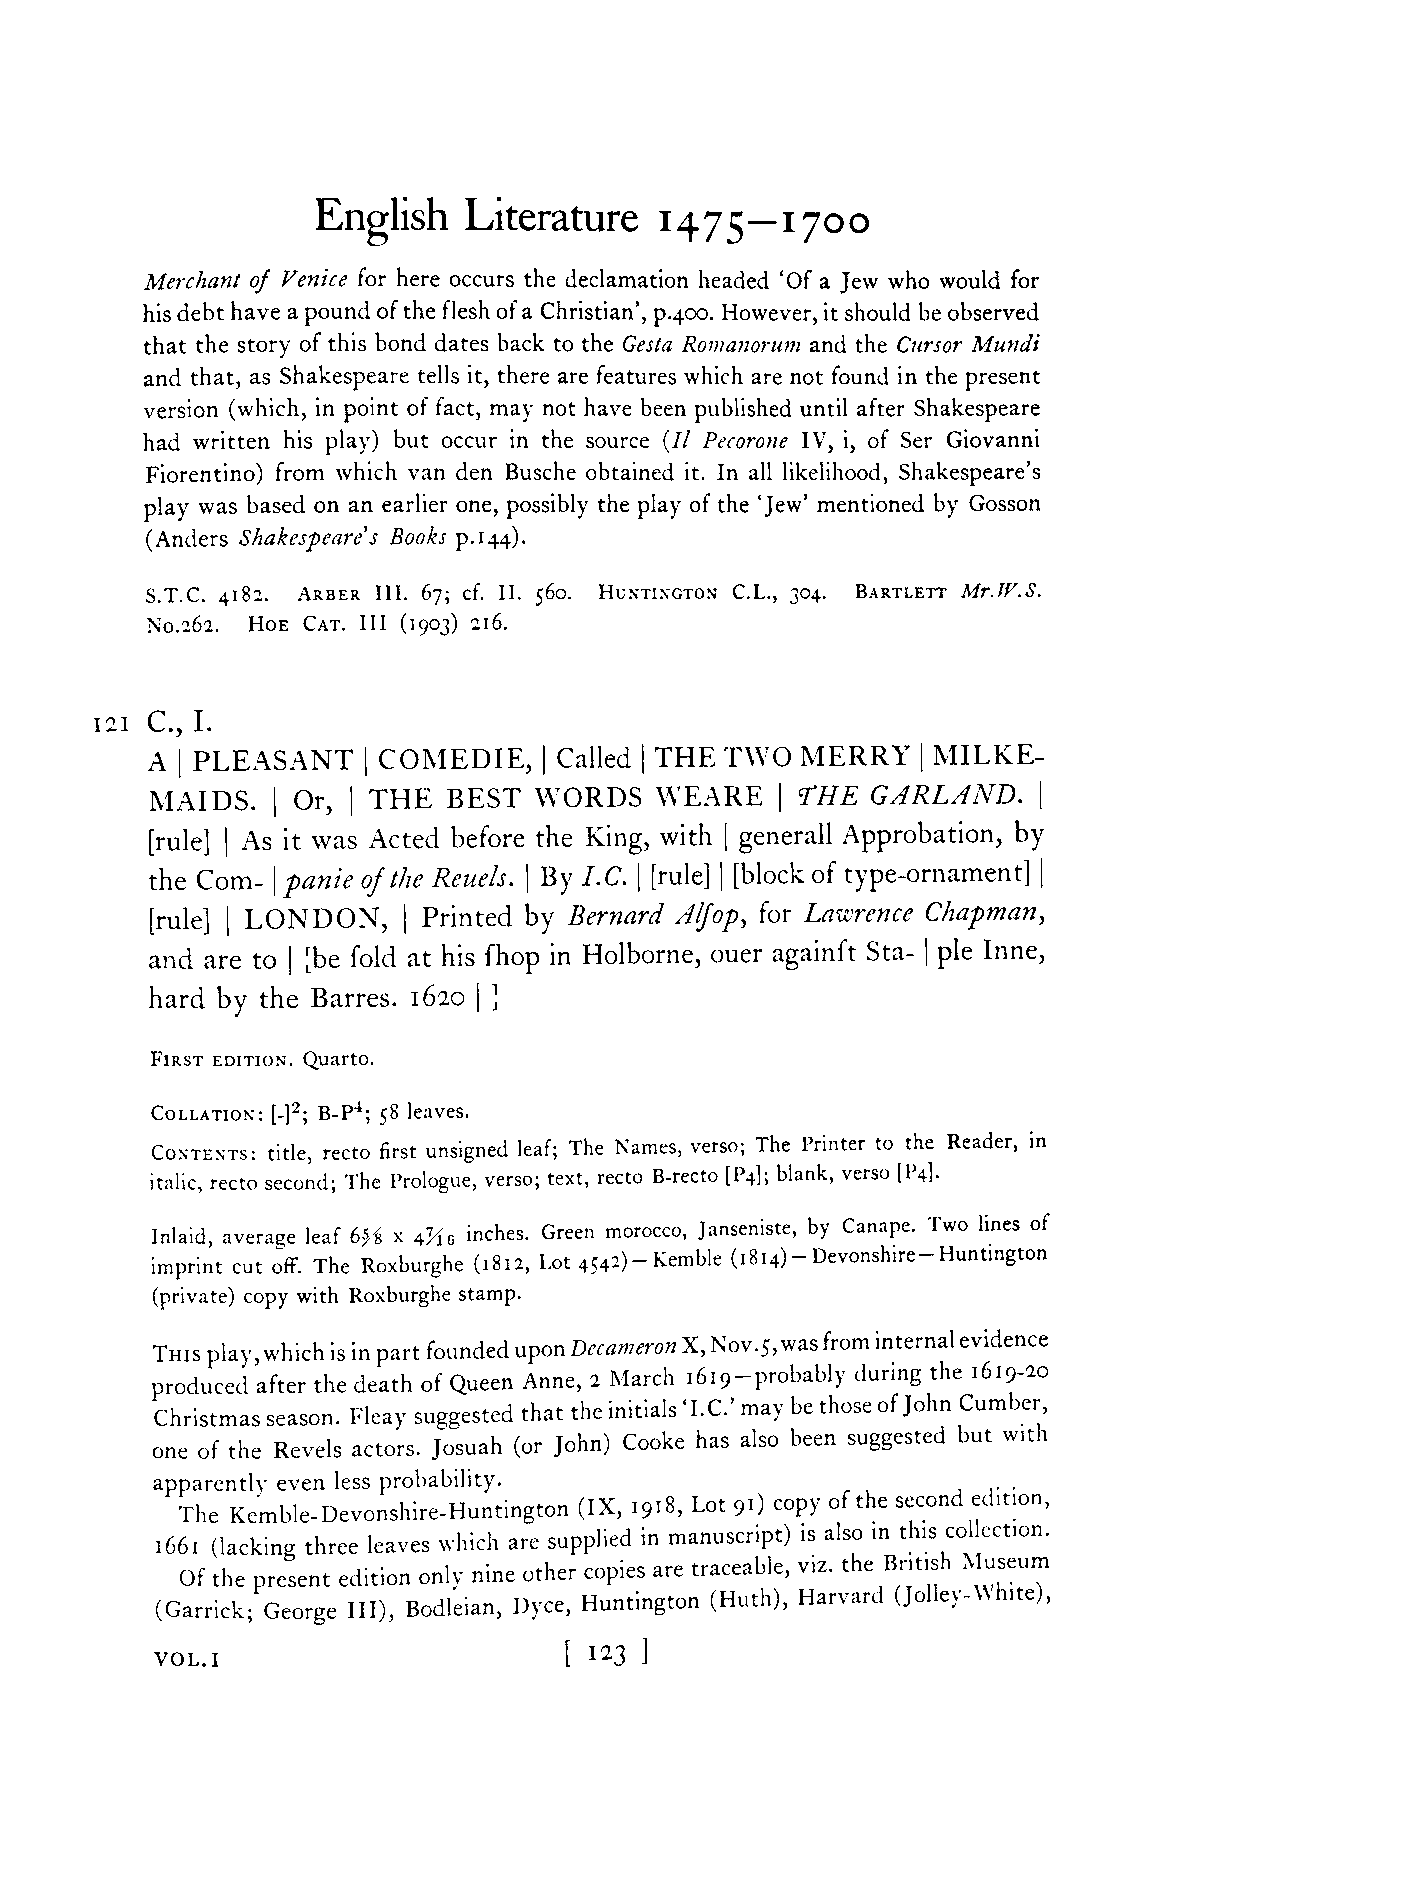 English Literature 1475–1700
Merchant of Venice for here occurs the declamation headed ‘Of a Jew who would for
his debt have a pound of the flesh of a Christian’, p.400. However, it should be observed
that the story of this bond dates back to the Gesta Romanorum and the Cursor Mundi
and that, as Shakespeare tells it, there are features which are not found in the present
version (which, in point of fact, may not have been published until after Shakespeare
had written his play) but occur in the source (Il Pecorone IV, i, of Ser Giovanni
Fiorentino) from which van den Busche obtained it. In all likelihood, Shakespeare’s
play was based on an earlier one, possibly the play of the ‘Jew’ mentioned by Gosson
(Anders Shakespeare’s Books p.144).
S.T.C. 4182. ARBER III. 67; cf. II. 560. HUNTINGTON C.L., 304. BARTLETT Mr.W.S.
No.262. HOE CAT. III (1903) 216.
121 C., I.
A | PLEASANT | COMEDIE, | Called | THE TWO MERRY | MILKE-
MAIDS. | Or, | THE BEST WORDS WEARE | THE GARLAND. |
[rule] | As it was Acted before the King, with | generall Approbation, by
the Com- | panie of the Reuels. | By I.C. | [rule] | [block of type-ornament] |
[rule] | LONDON, | Printed by Bernard Alſop, for Lawrence Chapman,
and are to | [be ſold at his ſhop in Holborne, ouer againſt Sta- | ple Inne,
hard by the Barres. 1620 | ]
FIRST EDITION. Quarto.
COLLATION: [-]²; B-P⁴; 58 leaves.
CONTENTS: title, recto first unsigned leaf; The Names, verso; The Printer to the Reader, in
italic, recto second; The Prologue, verso; text, recto B-recto [P4]; blank, verso [P4].
Inlaid, average leaf 6⅝ x 4⁷⁄₁₆ inches. Green morocco, Janseniste, by Canape. Two lines of
imprint cut off. The Roxburghe (1812, Lot 4542)—Kemble (1814)—Devonshire—Huntington
(private) copy with Roxburghe stamp.
THIS play, which is in part founded upon Decameron X, Nov.5, was from internal evidence
produced after the death of Queen Anne, 2 March 1619—probably during the 1619-20
Christmas season. Fleay suggested that the initials ‘I.C.’ may be those of John Cumber,
one of the Revels actors. Josuah (or John) Cooke has also been suggested but with
apparently even less probability.
The Kemble-Devonshire-Huntington (IX, 1918, Lot 91) copy of the second edition,
1661 (lacking three leaves which are supplied in manuscript) is also in this collection.
Of the present edition only nine other copies are traceable, viz. the British Museum
(Garrick; George III), Bodleian, Dyce, Huntington (Huth), Harvard (Jolley-White),
VOL.I [ 123 ]